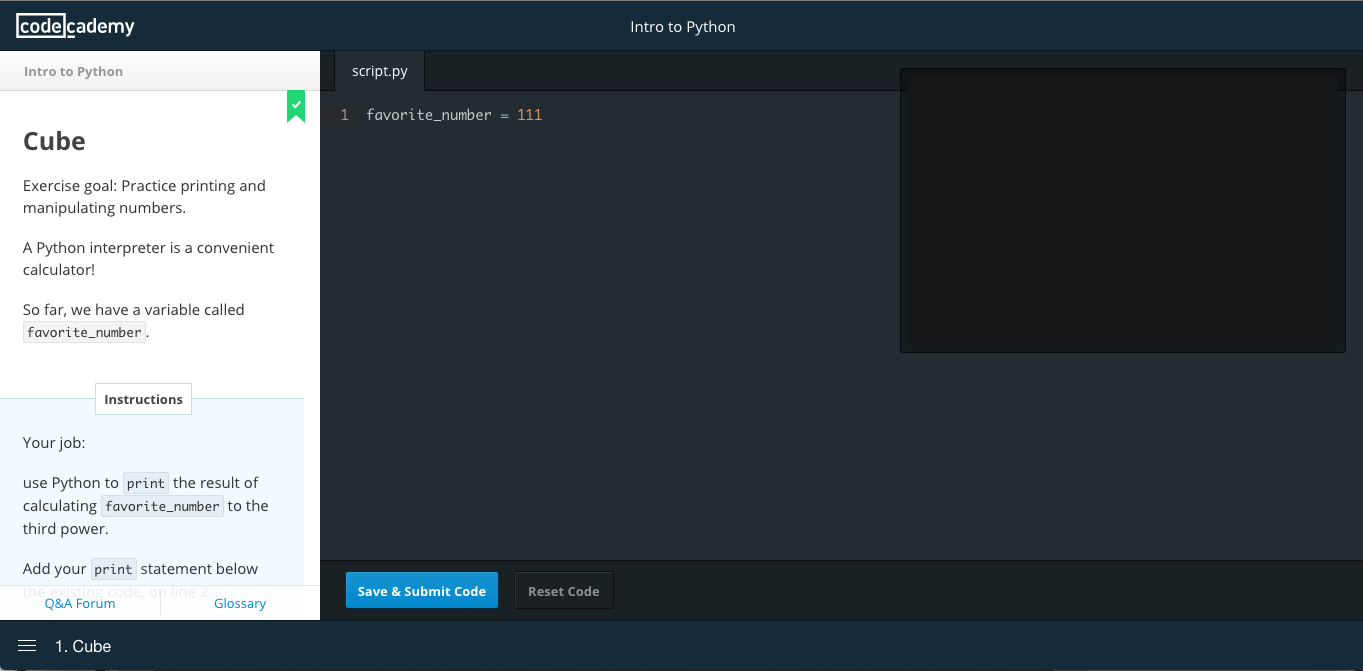 codecademy
Intro to Python
Intro to Python
script.py
Cube
Exercise goal: Practice printing and
manipulating numbers.
A Python interpreter is a convenient
calculator!
So far, we have a variable called
favorite_number.
Instructions
Your job:
use Python to print the result of
calculating favorite_number to the
third power.
Add your print statement below
the existing code, on line 2.
Q&A Forum
Glossary
1 favorite_number = 111
Save & Submit Code
Reset Code
1. Cube